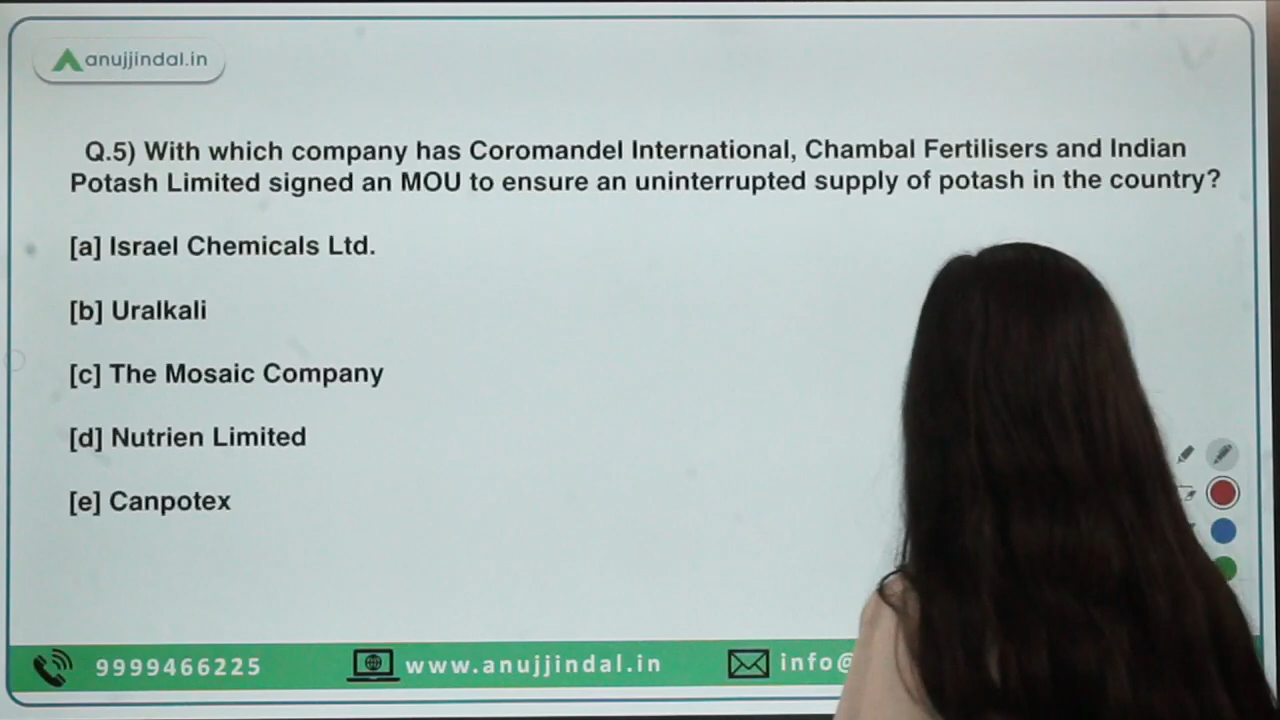 anujjindal.in
Q.5) With which company has Coromandel International, Chambal Fertilisers and Indian
Potash Limited signed an MOU to ensure an uninterrupted supply of potash in the country?
[a] Israel Chemicals Ltd.
[b] Uralkali
[c] The Mosaic Company
[d] Nutrien Limited
[e] Canpotex
9999466225 www.anujjindal.in info@